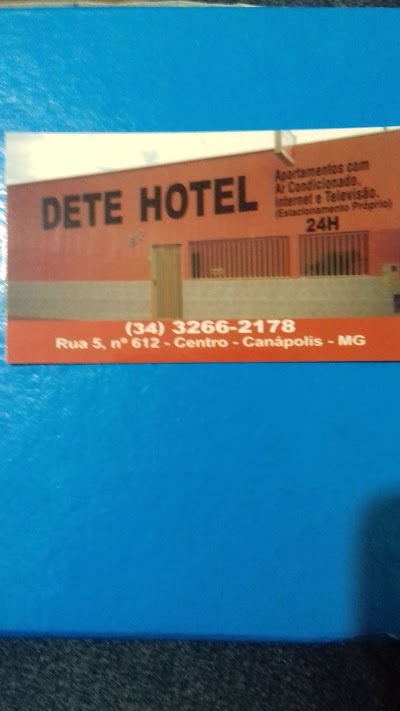 DETE HOTEL
Apartamentos com
Ar Condicionado,
Internet e Televisão.
(Estacionamento Próprio)
24H
(34) 3266-2178
Rua 5, nº 612 - Centro - Canápolis - MG